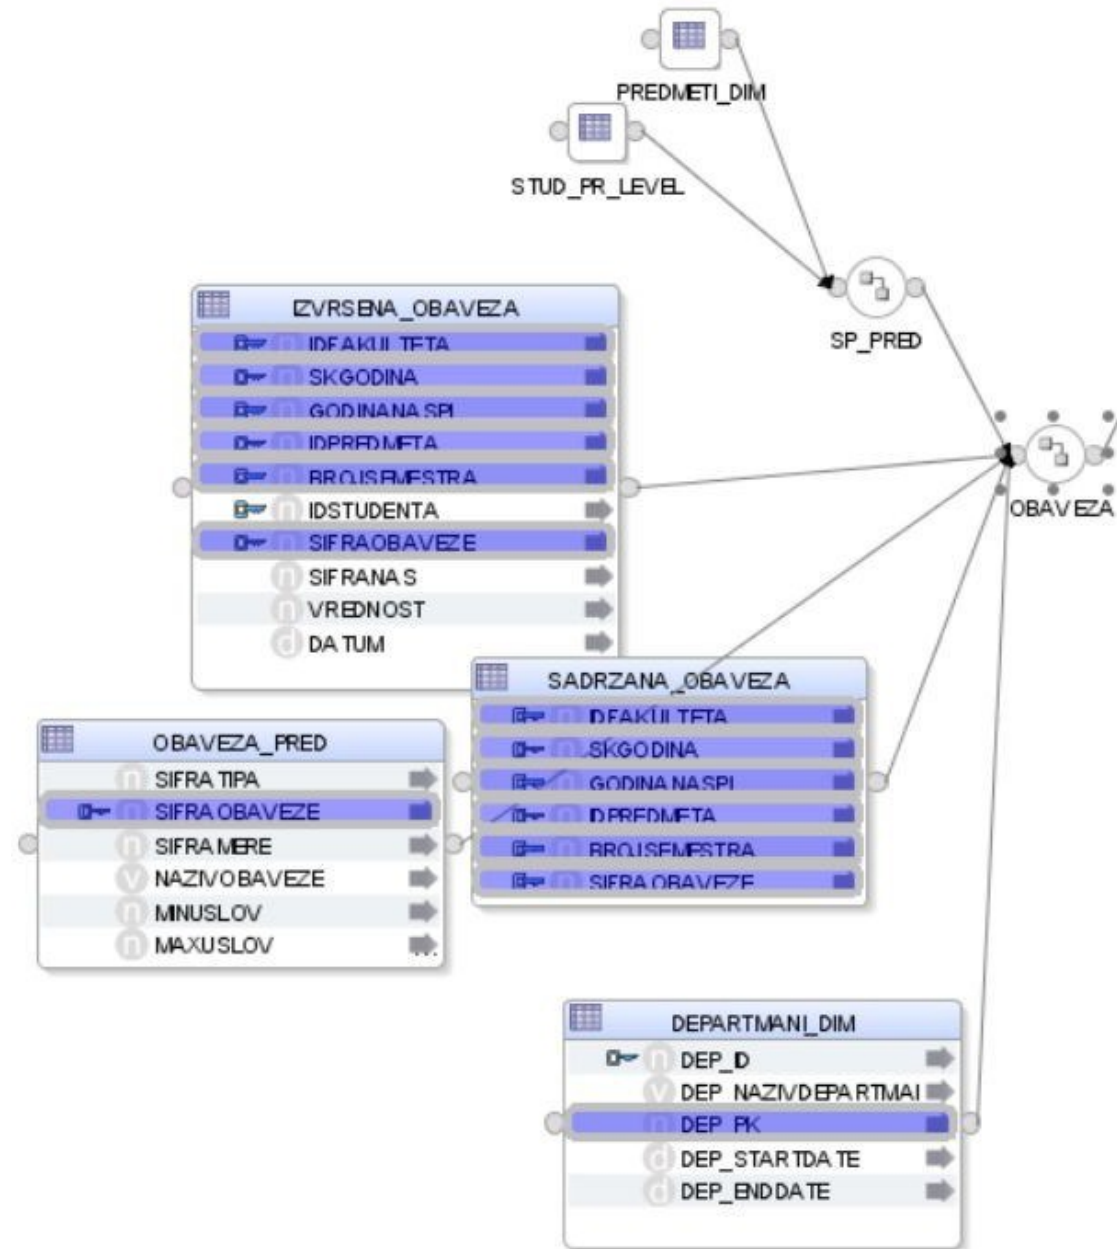 PREDMETI_DIM
STUD_PR_LEVEL
SP_PRED
IZVRSENA_OBAVEZA
IDFAKULTETA
SKGODINA
GODINANASPI
IDPREDMETA
BROJSEMESTRA
IDSTUDENTA
SIFRAOBAVEZE
SIFRANAS
VREDNOST
DATUM
OBAVEZA
SADRZANA_OBAVEZA
IDFAKULTETA
SKGODINA
GODINANASPI
IDPREDMETA
BROJSEMESTRA
SIFRAOBAVEZE
OBAVEZA_PRED
SIFRATIPA
SIFRAOBAVEZE
SIFRAMERE
NAZIVOBAVEZE
MINUSLOV
MAXUSLOV
...
DEPARTMANI_DIM
DEP_ID
DEP_NAZIVDEPARTMAI
DEP_PK
DEP_STARTDATE
DEP_ENDDATE